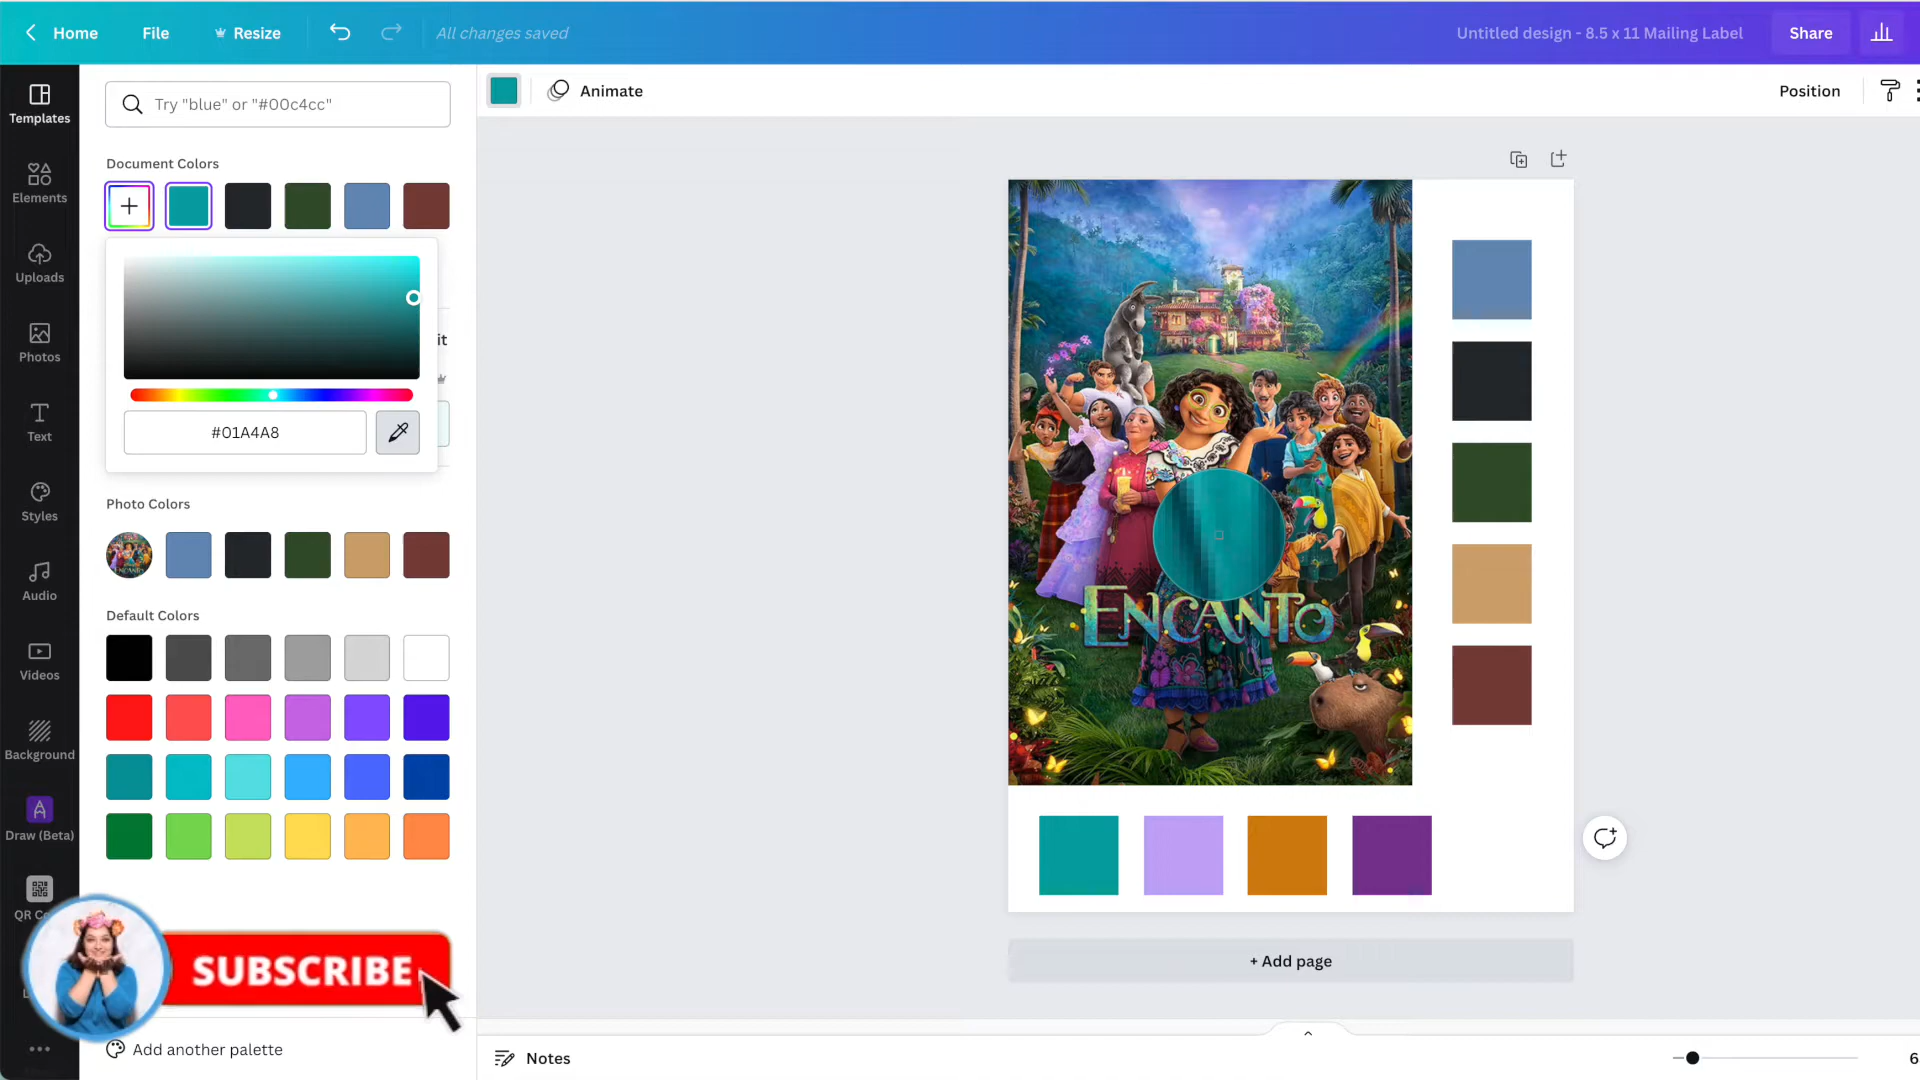 Home
File
Resize
All changes saved
Untitled design - 8.5 x 11 Mailing Label
Share
Templates
Elements
Uploads
Photos
Text
Styles
Audio
Videos
Background
Draw (Beta)
Try "blue" or "#00c4cc"
Document Colors
it
#01A4A8
Photo Colors
Default Colors
SUBSCRIBE
Add another palette
Animate
Position
ENCANTO
+ Add page
Notes
6